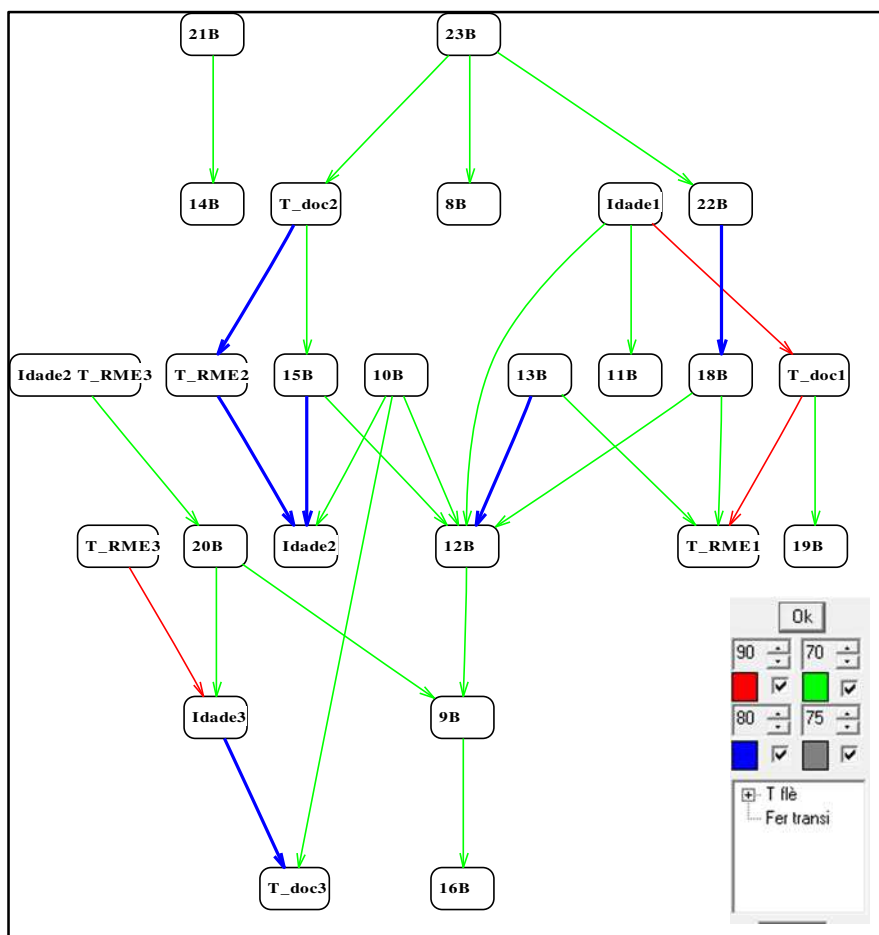 21B 23B
14B T_doc2 8B Idade1 22B
Idade2 T_RME3 T_RME2 15B 10B 13B 11B 18B T_doc1
T_RME3 20B Idade2 12B T_RME1 19B
Ok
90 70
Idade3 9B
80 75
T flè
Fer transi
T_doc3 16B